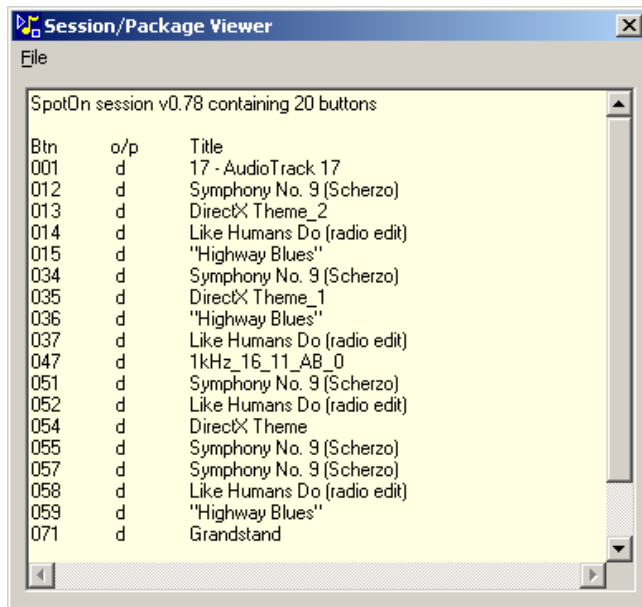 Session/Package Viewer
File
SpotOn session v0.78 containing 20 buttons
Btn o/p Title
001 d 17 - AudioTrack 17
012 d Symphony No. 9 (Scherzo)
013 d DirectX Theme_2
014 d Like Humans Do (radio edit)
015 d "Highway Blues"
034 d Symphony No. 9 (Scherzo)
035 d DirectX Theme_1
036 d "Highway Blues"
037 d Like Humans Do (radio edit)
047 d 1kHz_16_11_AB_0
051 d Symphony No. 9 (Scherzo)
052 d Like Humans Do (radio edit)
054 d DirectX Theme
055 d Symphony No. 9 (Scherzo)
057 d Symphony No. 9 (Scherzo)
058 d Like Humans Do (radio edit)
059 d "Highway Blues"
071 d Grandstand